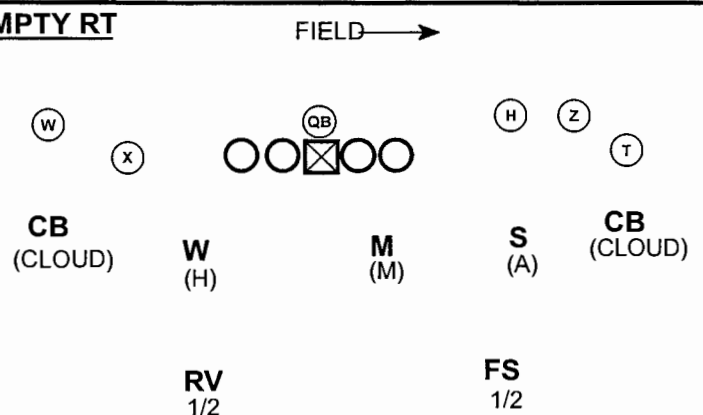 MPTY RT
FIELD
W X QB H Z T
CB W M S CB
(CLOUD) (H) (M) (A) (CLOUD)
RV FS
1/2 1/2